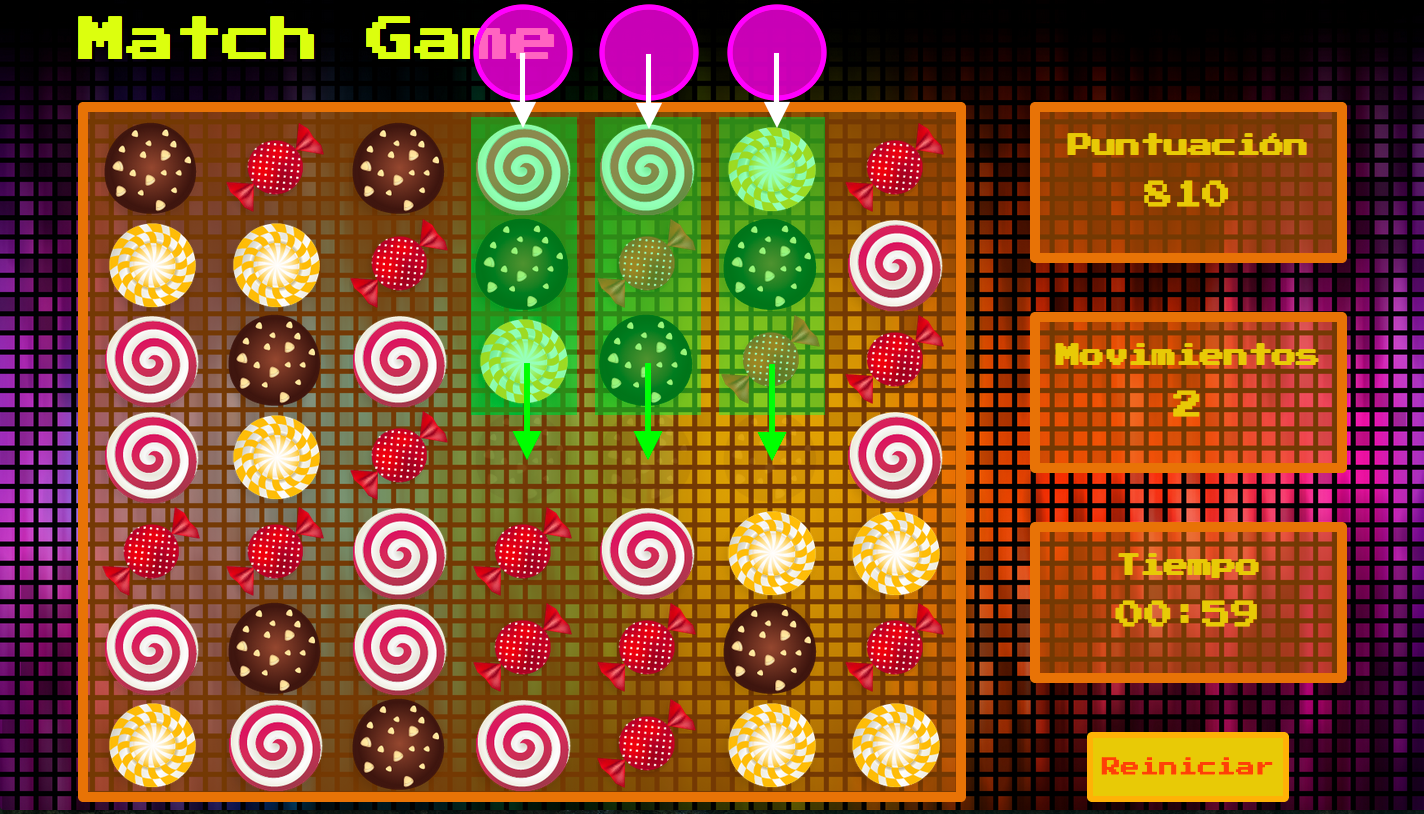 Match Game
Puntuación
810
Movimientos
2
Tiempo
00:59
Reiniciar